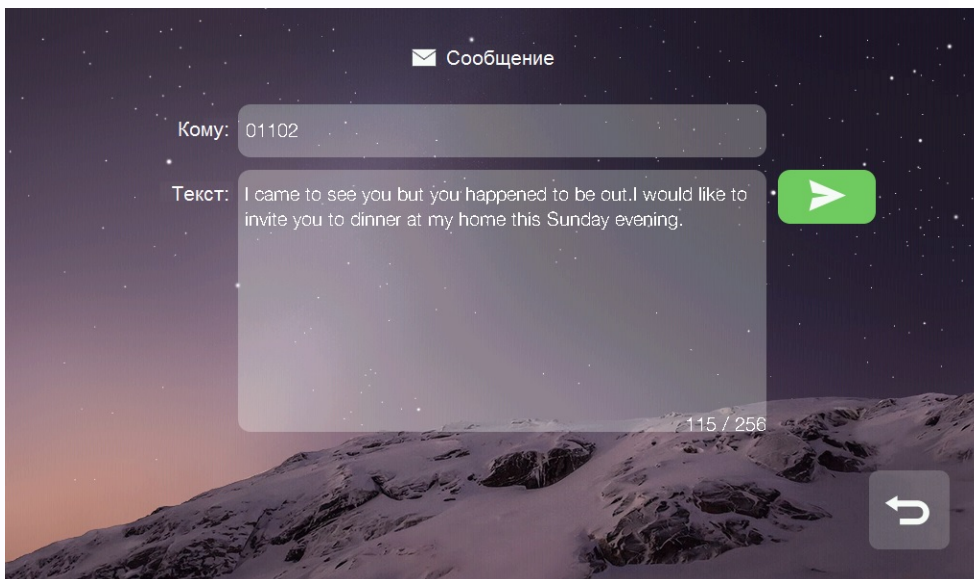 Сообщение
Кому: 01102
Текст: I came to see you but you happened to be out.I would like to
invite you to dinner at my home this Sunday evening.
115 / 256